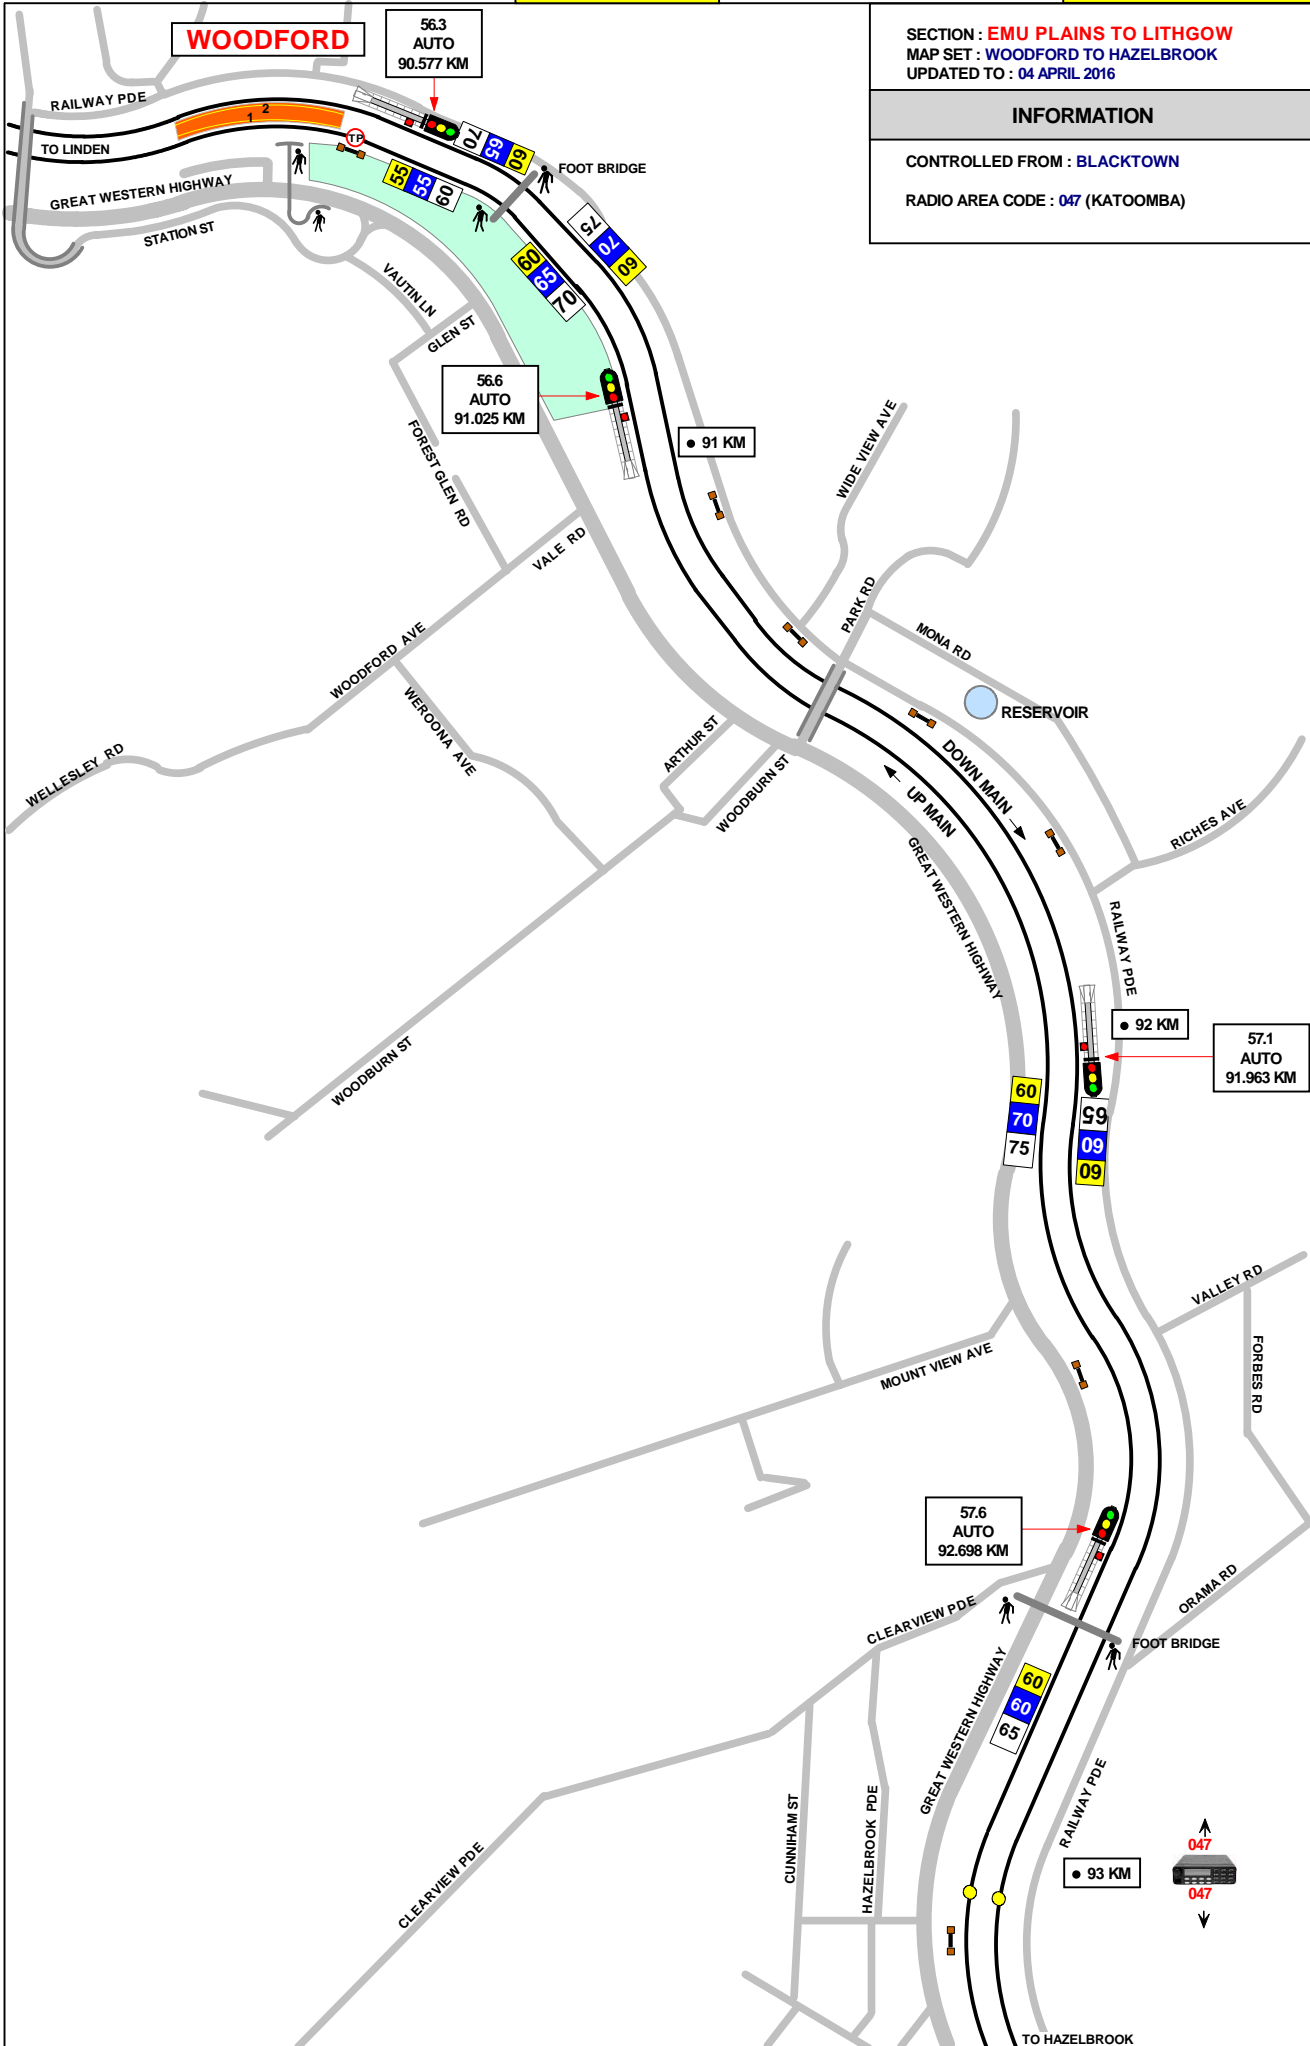 WOODFORD
56.3
AUTO
90.577 KM
SECTION : EMU PLAINS TO LITHGOW
MAP SET : WOODFORD TO HAZELBROOK
UPDATED TO : 04 APRIL 2016
INFORMATION
CONTROLLED FROM : BLACKTOWN
RADIO AREA CODE : 047 (KATOOMBA)
RAILWAY PDE
2
1
TO LINDEN
TP
70
65
60
FOOT BRIDGE
55
55
60
GREAT WESTERN HIGHWAY
STATION ST
75
70
60
60
65
70
VAUTIN LN
GLEN ST
56.6
AUTO
91.025 KM
91 KM
FOREST GLEN RD
WIDE VIEW AVE
VALE RD
PARK RD
MONA RD
WOODFORD AVE
WEROONA AVE
RESERVOIR
ARTHUR ST
WOODBURN ST
WELLESLEY RD
DOWN MAIN
UP MAIN
RICHES AVE
GREAT WESTERN HIGHWAY
RAILWAY PDE
92 KM
57.1
AUTO
91.963 KM
WOODBURN ST
60
70
75
65
60
60
VALLEY RD
FORBES RD
MOUNT VIEW AVE
57.6
AUTO
92.698 KM
ORAMA RD
CLEARVIEW PDE
FOOT BRIDGE
60
60
65
GREAT WESTERN HIGHWAY
RAILWAY PDE
CUNNIHAM ST
HAZELBROOK PDE
CLEARVIEW PDE
93 KM
047
047
TO HAZELBROOK